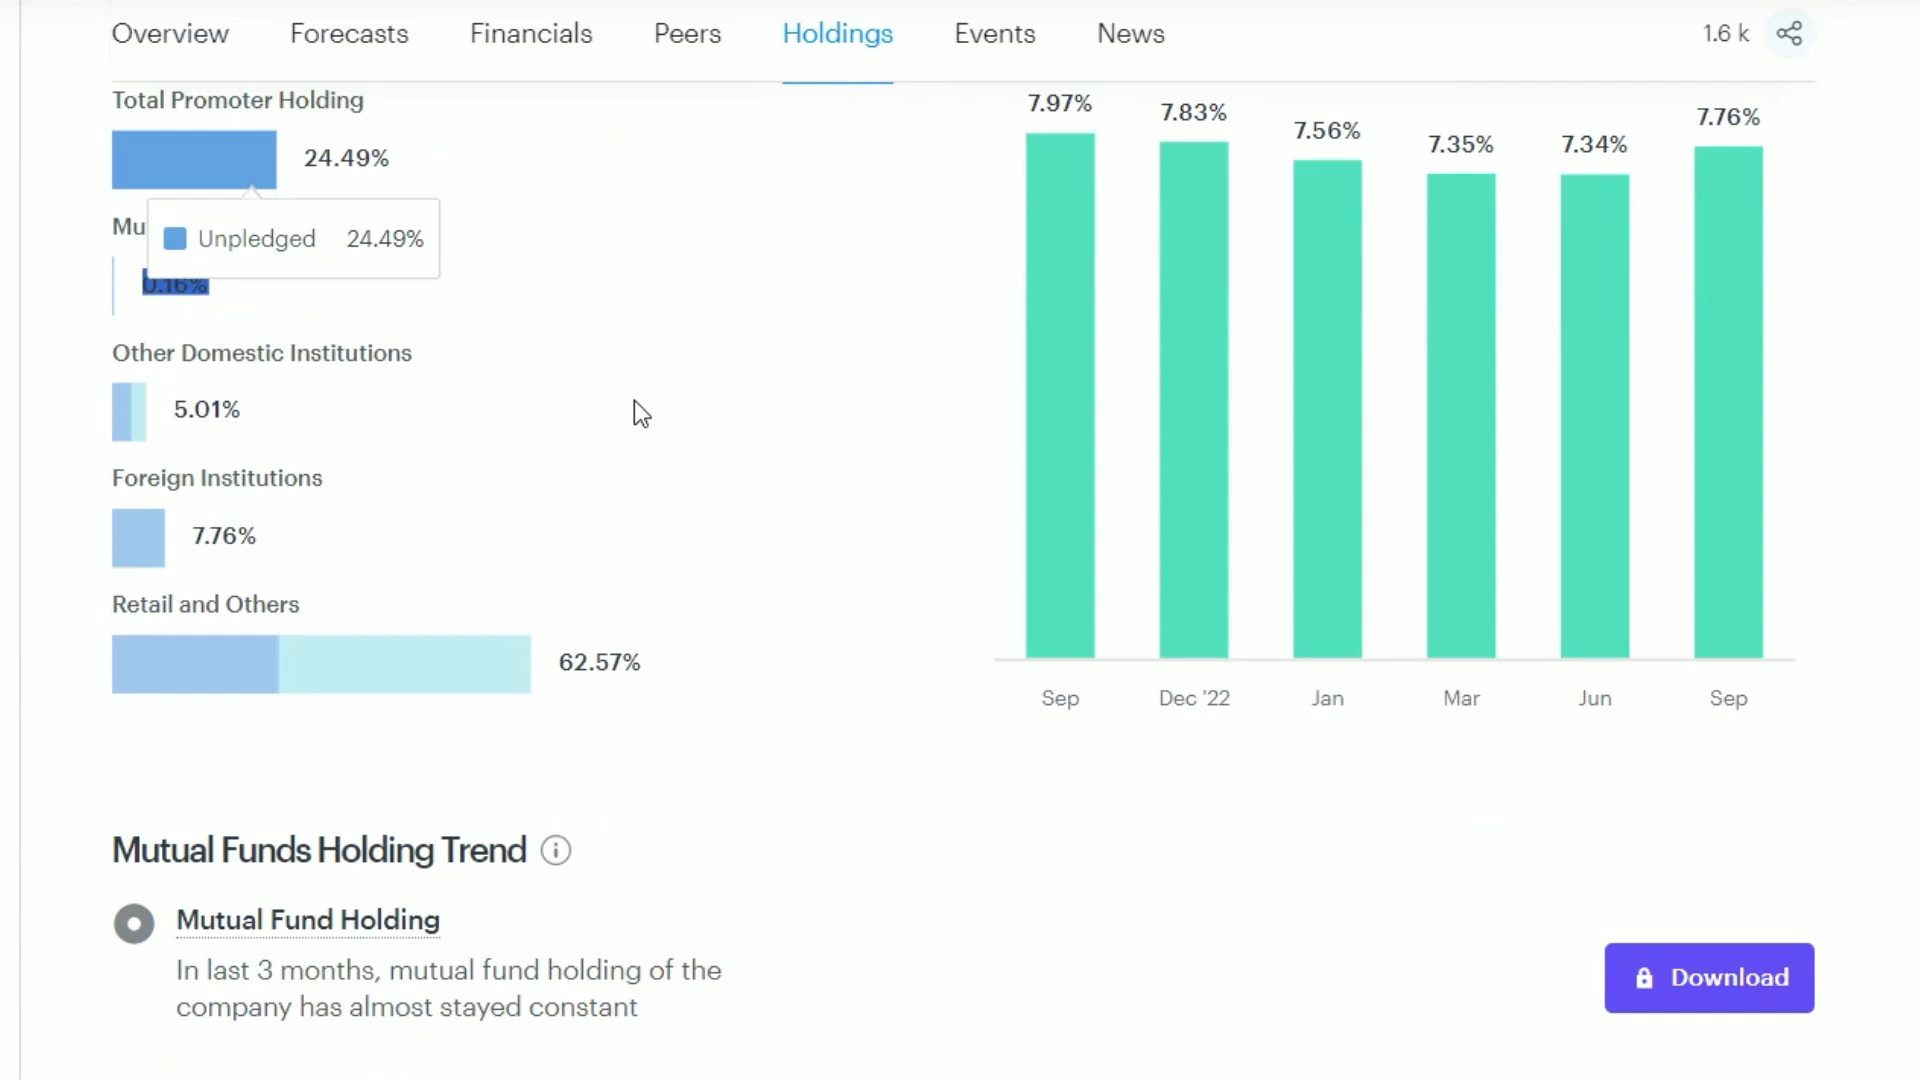 Overview Forecasts Financials Peers Holdings Events News 1.6 k
Total Promoter Holding
24.49%
Unpledged 24.49%
0.16%
Other Domestic Institutions
5.01%
Foreign Institutions
7.76%
Retail and Others
62.57%
7.97% 7.83% 7.56% 7.35% 7.34% 7.76%
Sep Dec '22 Jan Mar Jun Sep
Mutual Funds Holding Trend
Mutual Fund Holding
In last 3 months, mutual fund holding of the
company has almost stayed constant
Download